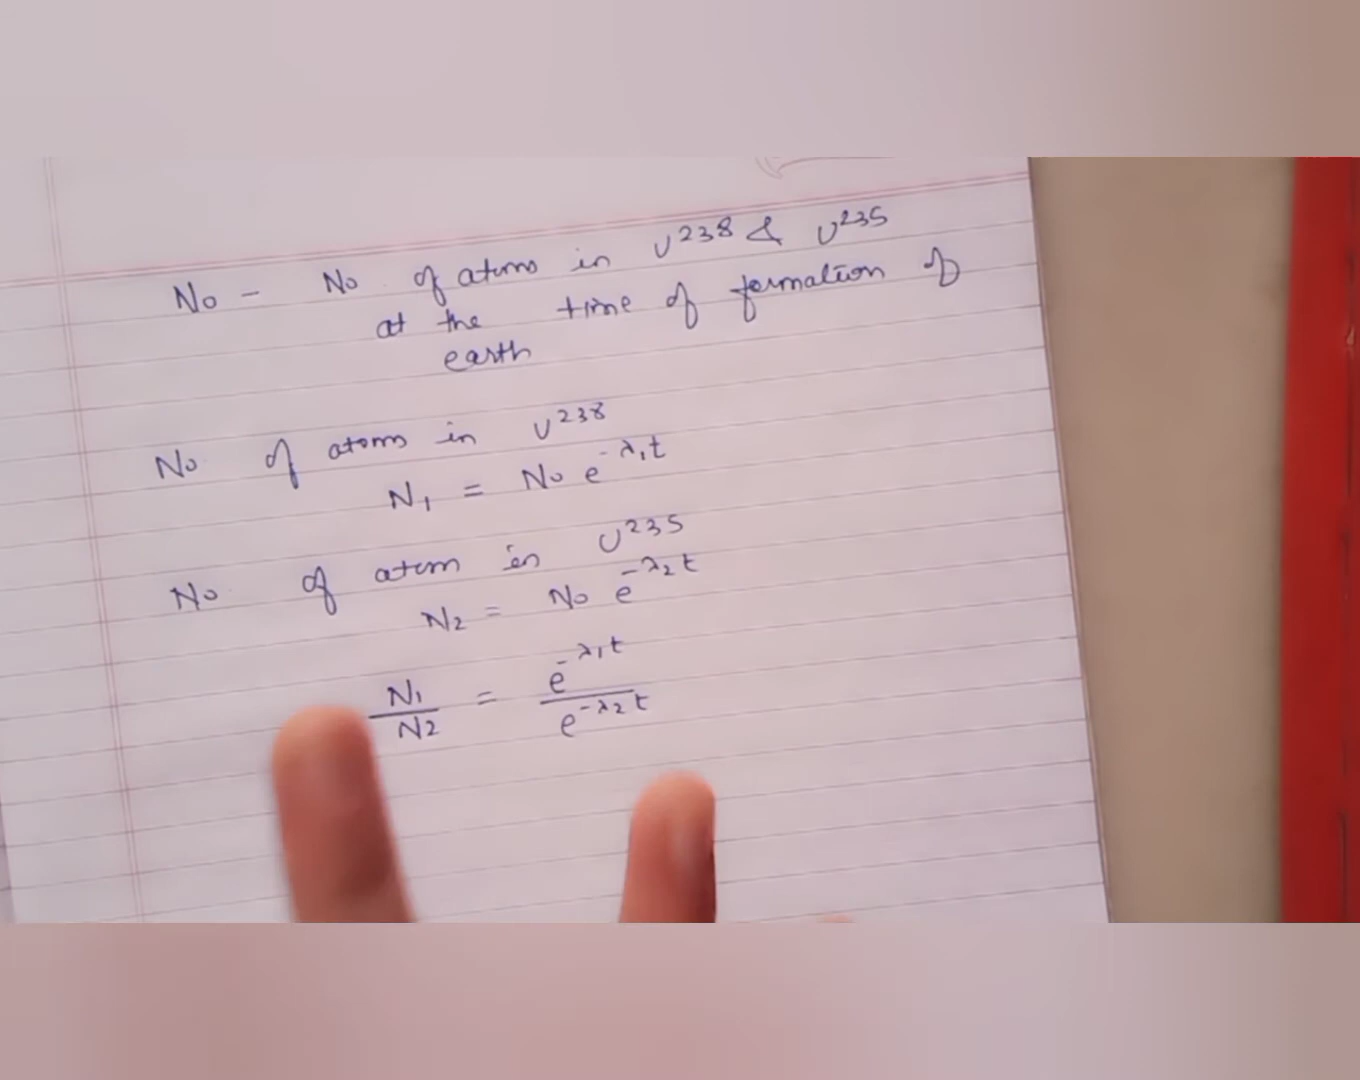 No - No of atoms in U²³⁸ & U²³⁵
at the time of formation of
earth
No of atoms in U²³⁸
N₁ = No e^-λ₁t
No of atom in U²³⁵
N₂ = No e^-λ₂t
N₁/N₂ = e^-λ₁t / e^-λ₂t